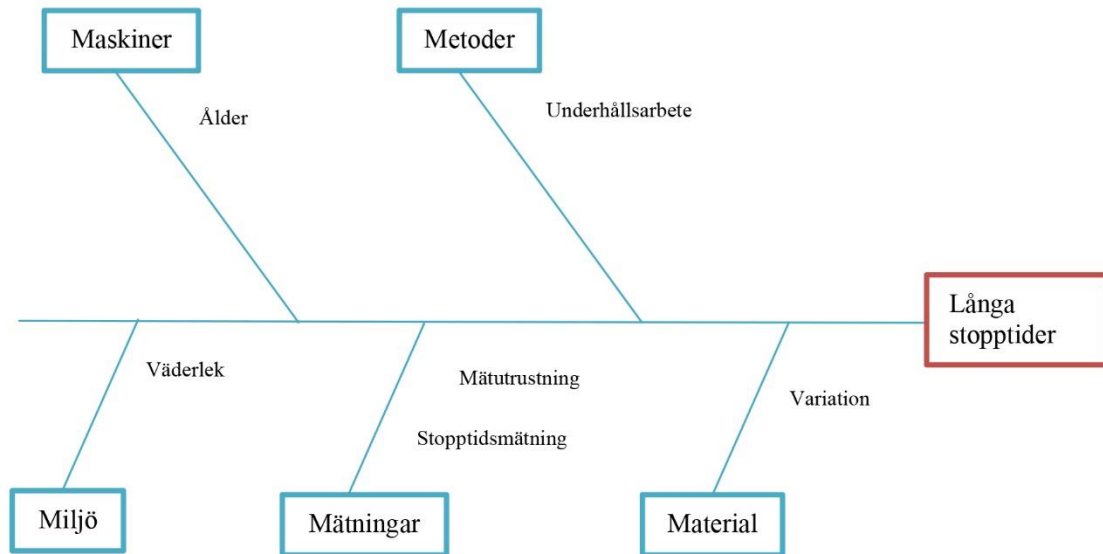 Maskiner
Metoder
Ålder
Underhållsarbete
Långa
stopptider
Väderlek
Mätutrustning
Variation
Stopptidsmätning
Miljö
Mätningar
Material